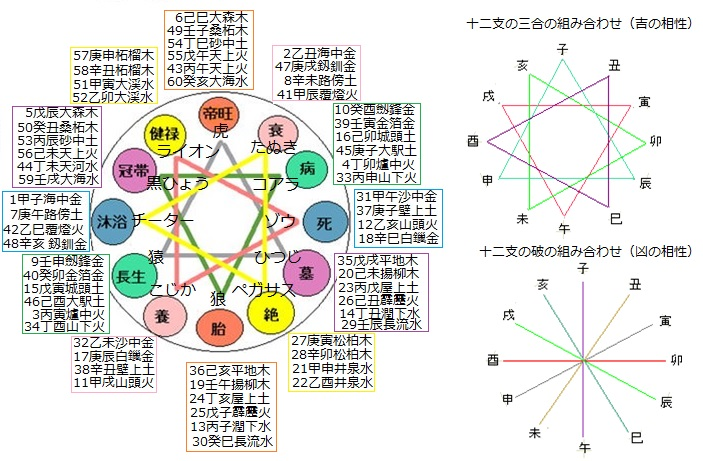 6己巳大森木
49壬子桑柘木
54丁巳砂中土
55戊午天上火
43丙午天上火
60癸亥大海水
57庚申柘榴木
58辛丑柘榴木
51甲寅大渓水
52乙卯大渓水
2乙丑海中金
47庚戌釼釧金
8辛未路傍土
41甲辰覆燈火
5戊辰大森木
50癸丑桑柘木
53丙辰砂中土
56己未天上火
44丁未天河水
59壬戌大海水
10癸酉劔鋒金
39壬寅金箔金
16己卯城頭土
45庚子大駅土
4丁卯爐中火
33丙申山下火
1甲子海中金
7庚午路傍土
42乙巳覆燈火
48辛亥釼釧金
31甲午沙中金
37庚子壁上土
12乙亥山頭火
18辛巳白鑞金
9壬申劔鋒金
40癸卯金箔金
15戊寅城頭土
46己酉大駅土
3丙寅爐中火
34丁酉山下火
35戊戌平地木
20己未揚柳木
23丙戌屋上土
26己丑霹靂火
14丁丑澗下水
29壬辰長流水
32乙未沙中金
17庚辰白鑞金
38辛丑壁上土
11甲戌山頭火
36己亥平地木
19壬午揚柳木
24丁亥屋上土
25戊子霹靂火
13丙子澗下水
30癸巳長流水
27庚寅松柏木
28辛卯松柏木
21甲申井泉水
22乙酉井泉水
帝旺
虎
健禄
ライオン
衰
たぬき
冠帯
黒ひょう
病
コアラ
沐浴
チーター
死
ゾウ
長生
猿
墓
ひつじ
養
こじか
絶
ペガサス
胎
狼
十二支の三合の組み合わせ（吉の相性）
子
亥
丑
戌
寅
酉
卯
申
辰
未
巳
午
十二支の破の組み合わせ（凶の相性）
子
亥
丑
戌
寅
酉
卯
申
辰
未
巳
午